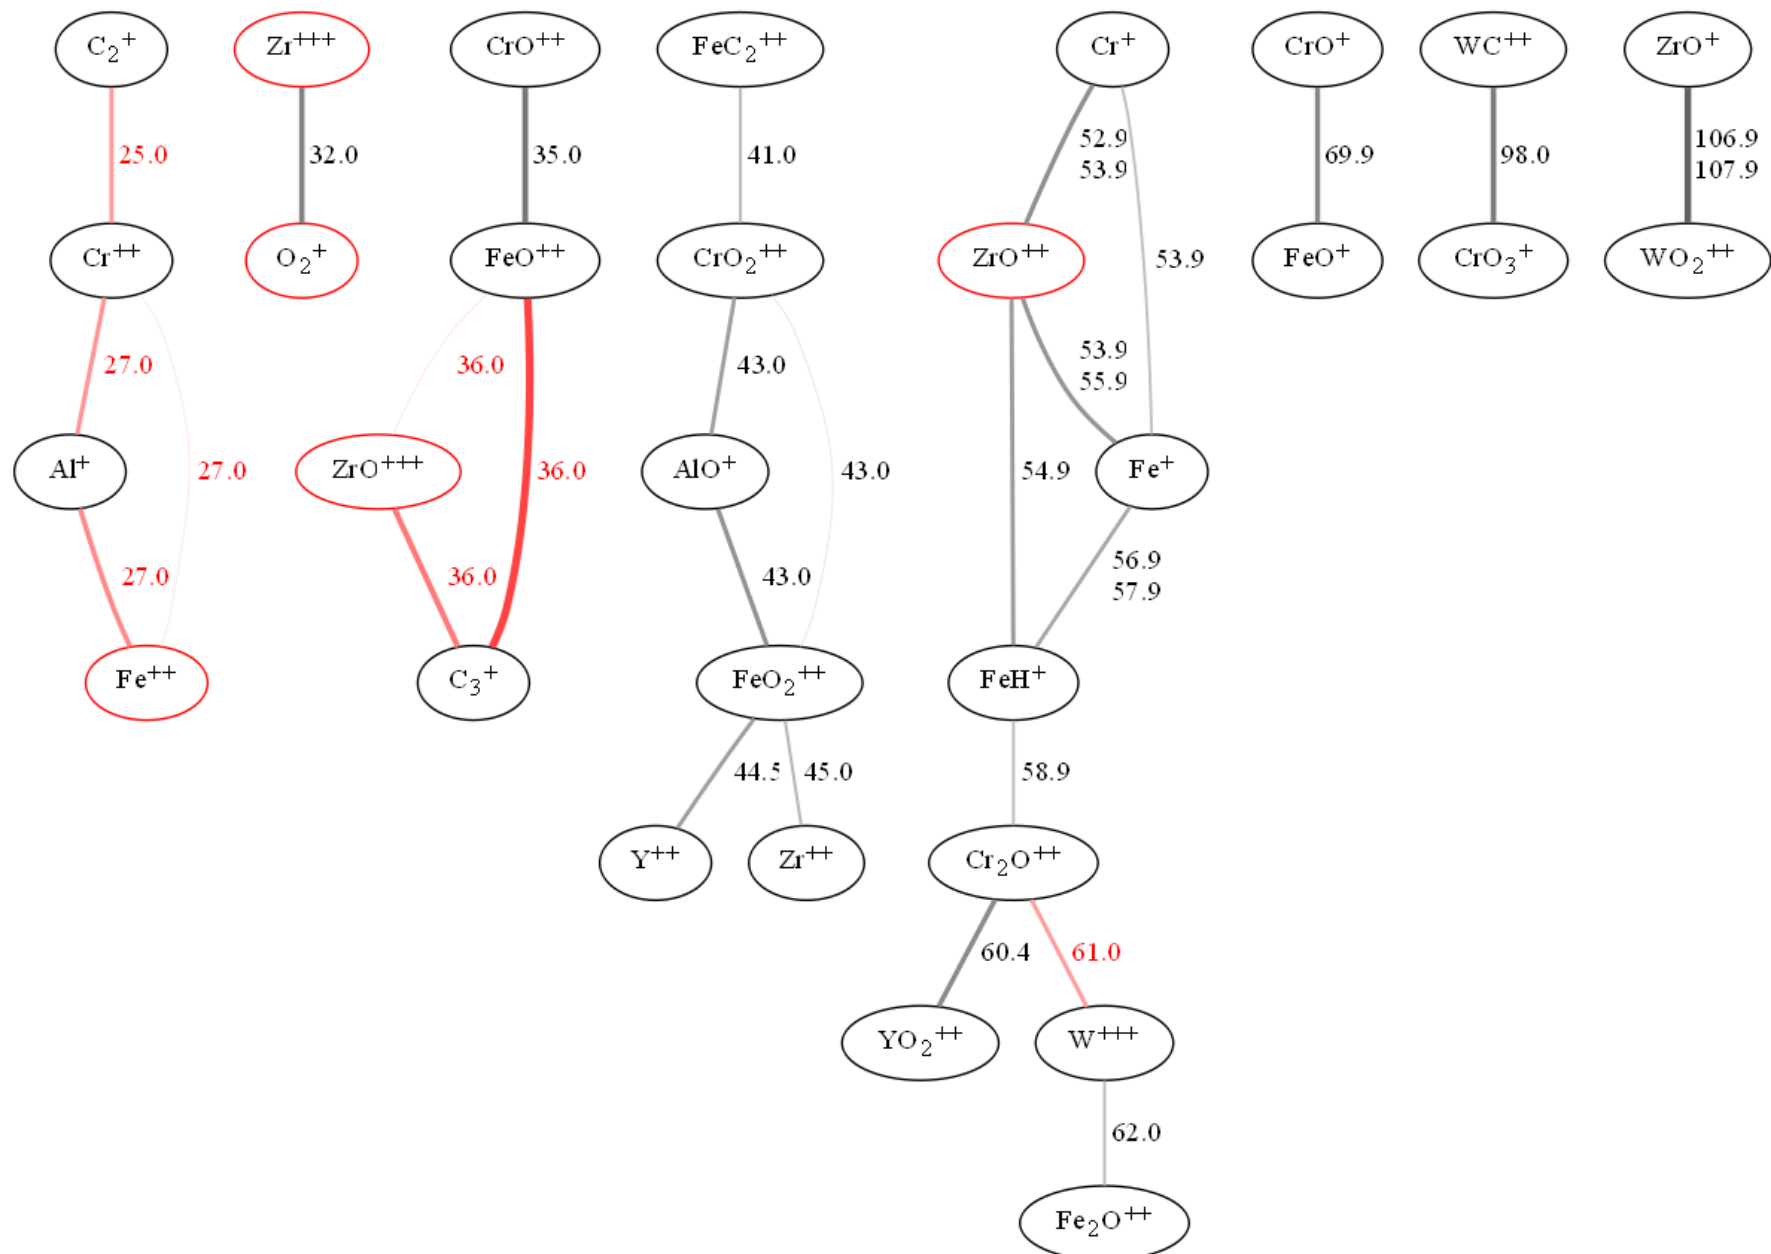 C₂⁺ Zr⁺⁺⁺ CrO⁺⁺ FeC₂⁺⁺ Cr⁺ CrO⁺ WC⁺⁺ ZrO⁺
25.0 32.0 35.0 41.0 52.9 69.9 98.0 106.9
53.9 107.9
Cr⁺⁺ O₂⁺ FeO⁺⁺ CrO₂⁺⁺ ZrO⁺⁺ 53.9 FeO⁺ CrO₃⁺ WO₂⁺⁺
27.0 36.0 43.0 53.9
55.9
Al⁺ 27.0 ZrO⁺⁺⁺ 36.0 AlO⁺ 43.0 54.9 Fe⁺
27.0 36.0 43.0 56.9
57.9
Fe⁺⁺ C₃⁺ FeO₂⁺⁺ FeH⁺
44.5 45.0 58.9
Y⁺⁺ Zr⁺⁺ Cr₂O⁺⁺
60.4 61.0
YO₂⁺⁺ W⁺⁺⁺
62.0
Fe₂O⁺⁺